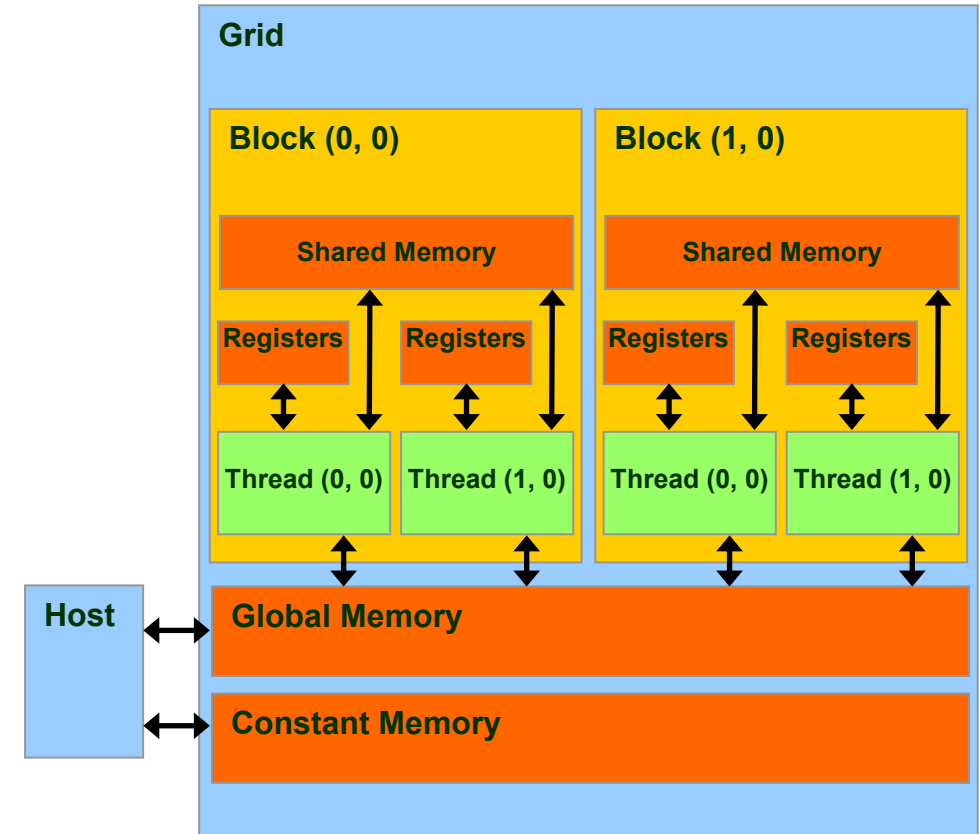 Grid
Block (0, 0)
Block (1, 0)
Shared Memory
Shared Memory
Registers
Registers
Registers
Registers
Thread (0, 0)
Thread (1, 0)
Thread (0, 0)
Thread (1, 0)
Host
Global Memory
Constant Memory